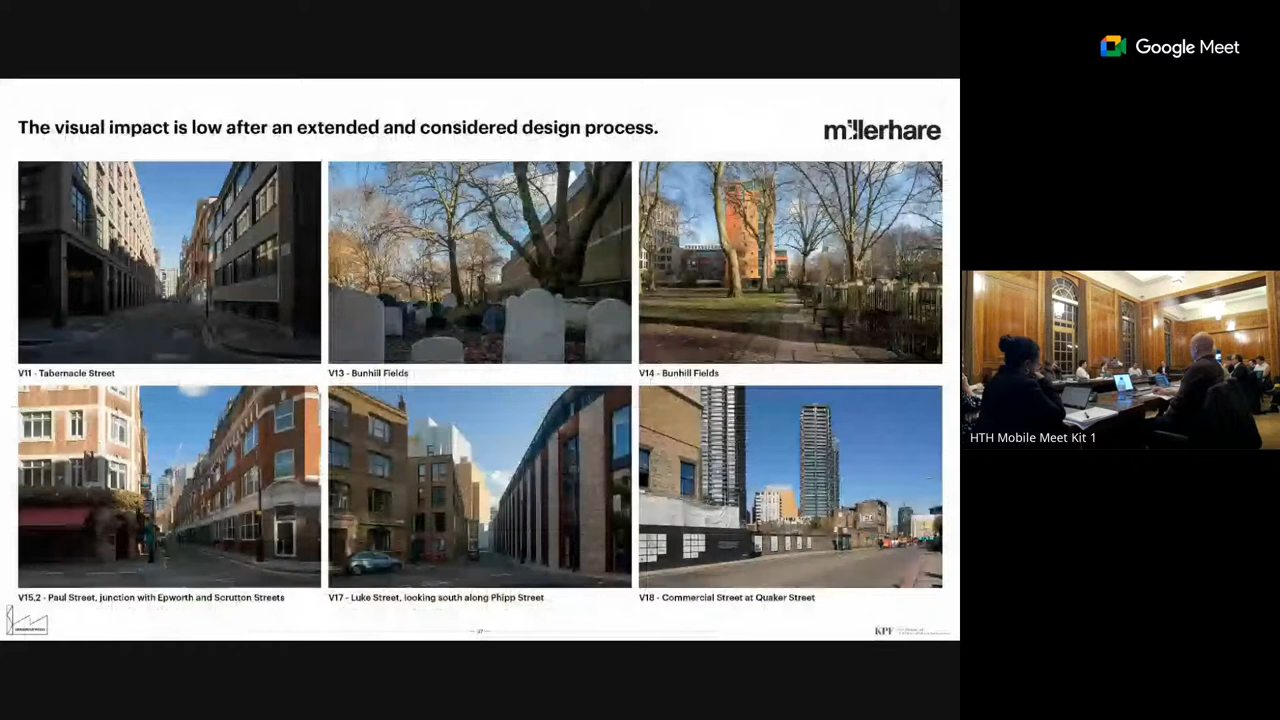 Google Meet
The visual impact is low after an extended and considered design process.
millerhare
V11 - Tabernacle Street
V13 - Bunhill Fields
V14 - Bunhill Fields
HTH Mobile Meet Kit 1
V15.2 - Paul Street, junction with Epworth and Scrutton Streets
V17 - Luke Street, looking south along Phipp Street
V18 - Commercial Street at Quaker Street
KPF